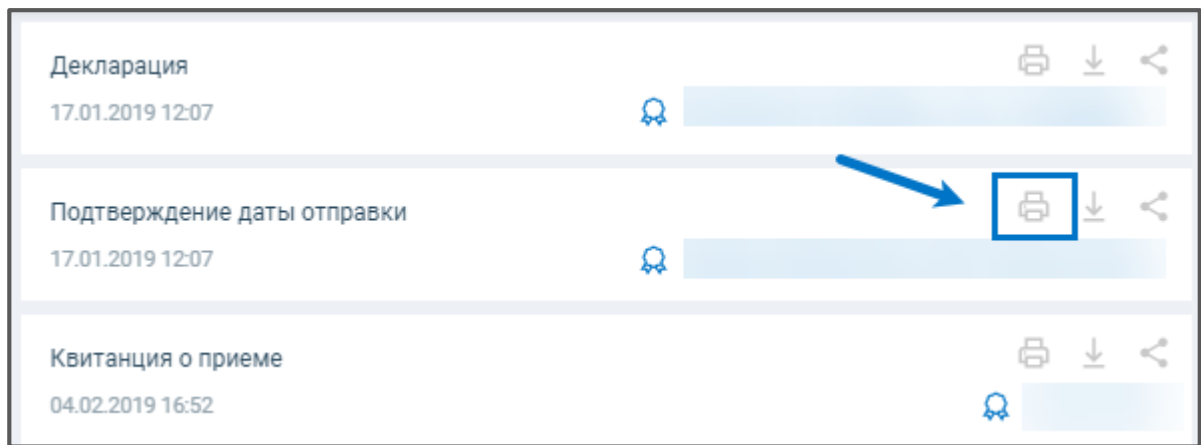 Декларация
17.01.2019 12:07
Подтверждение даты отправки
17.01.2019 12:07
Квитанция о приеме
04.02.2019 16:52